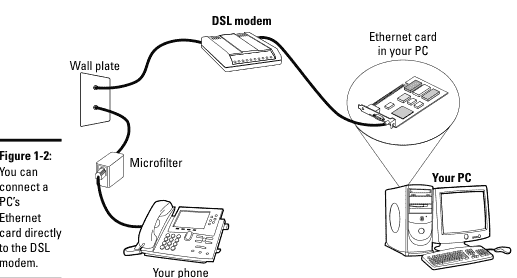 DSL modem
Ethernet card
in your PC
Wall plate
Microfilter
Your PC
Your phone
Figure 1-2:
You can
connect a
PC's
Ethernet
card directly
to the DSL
modem.